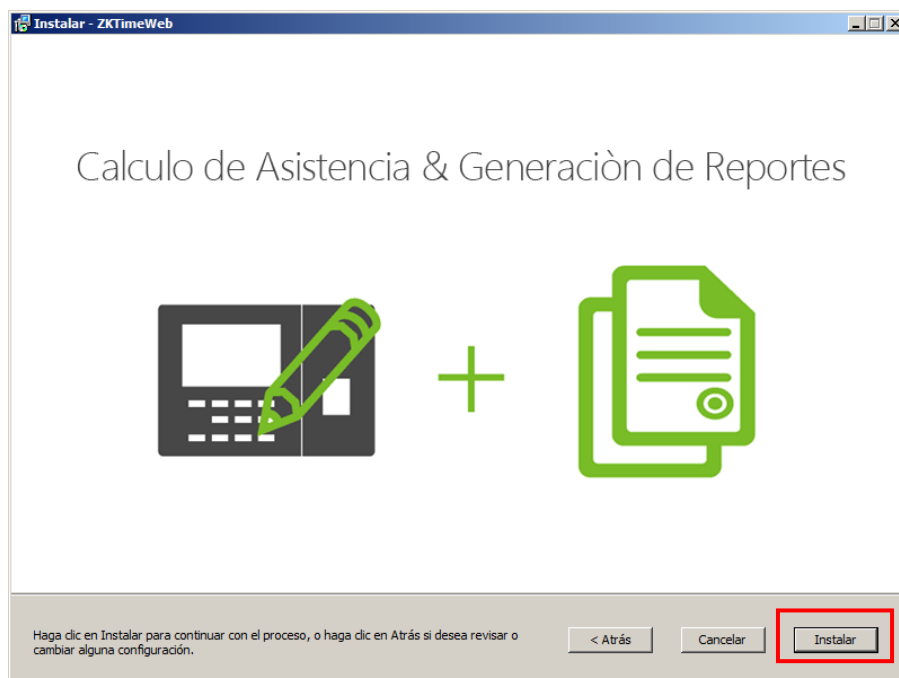 Instalar - ZKTimeWeb
Calculo de Asistencia & Generaciòn de Reportes
Haga clic en Instalar para continuar con el proceso, o haga clic en Atrás si desea revisar o
cambiar alguna configuración.
< Atrás
Cancelar
Instalar